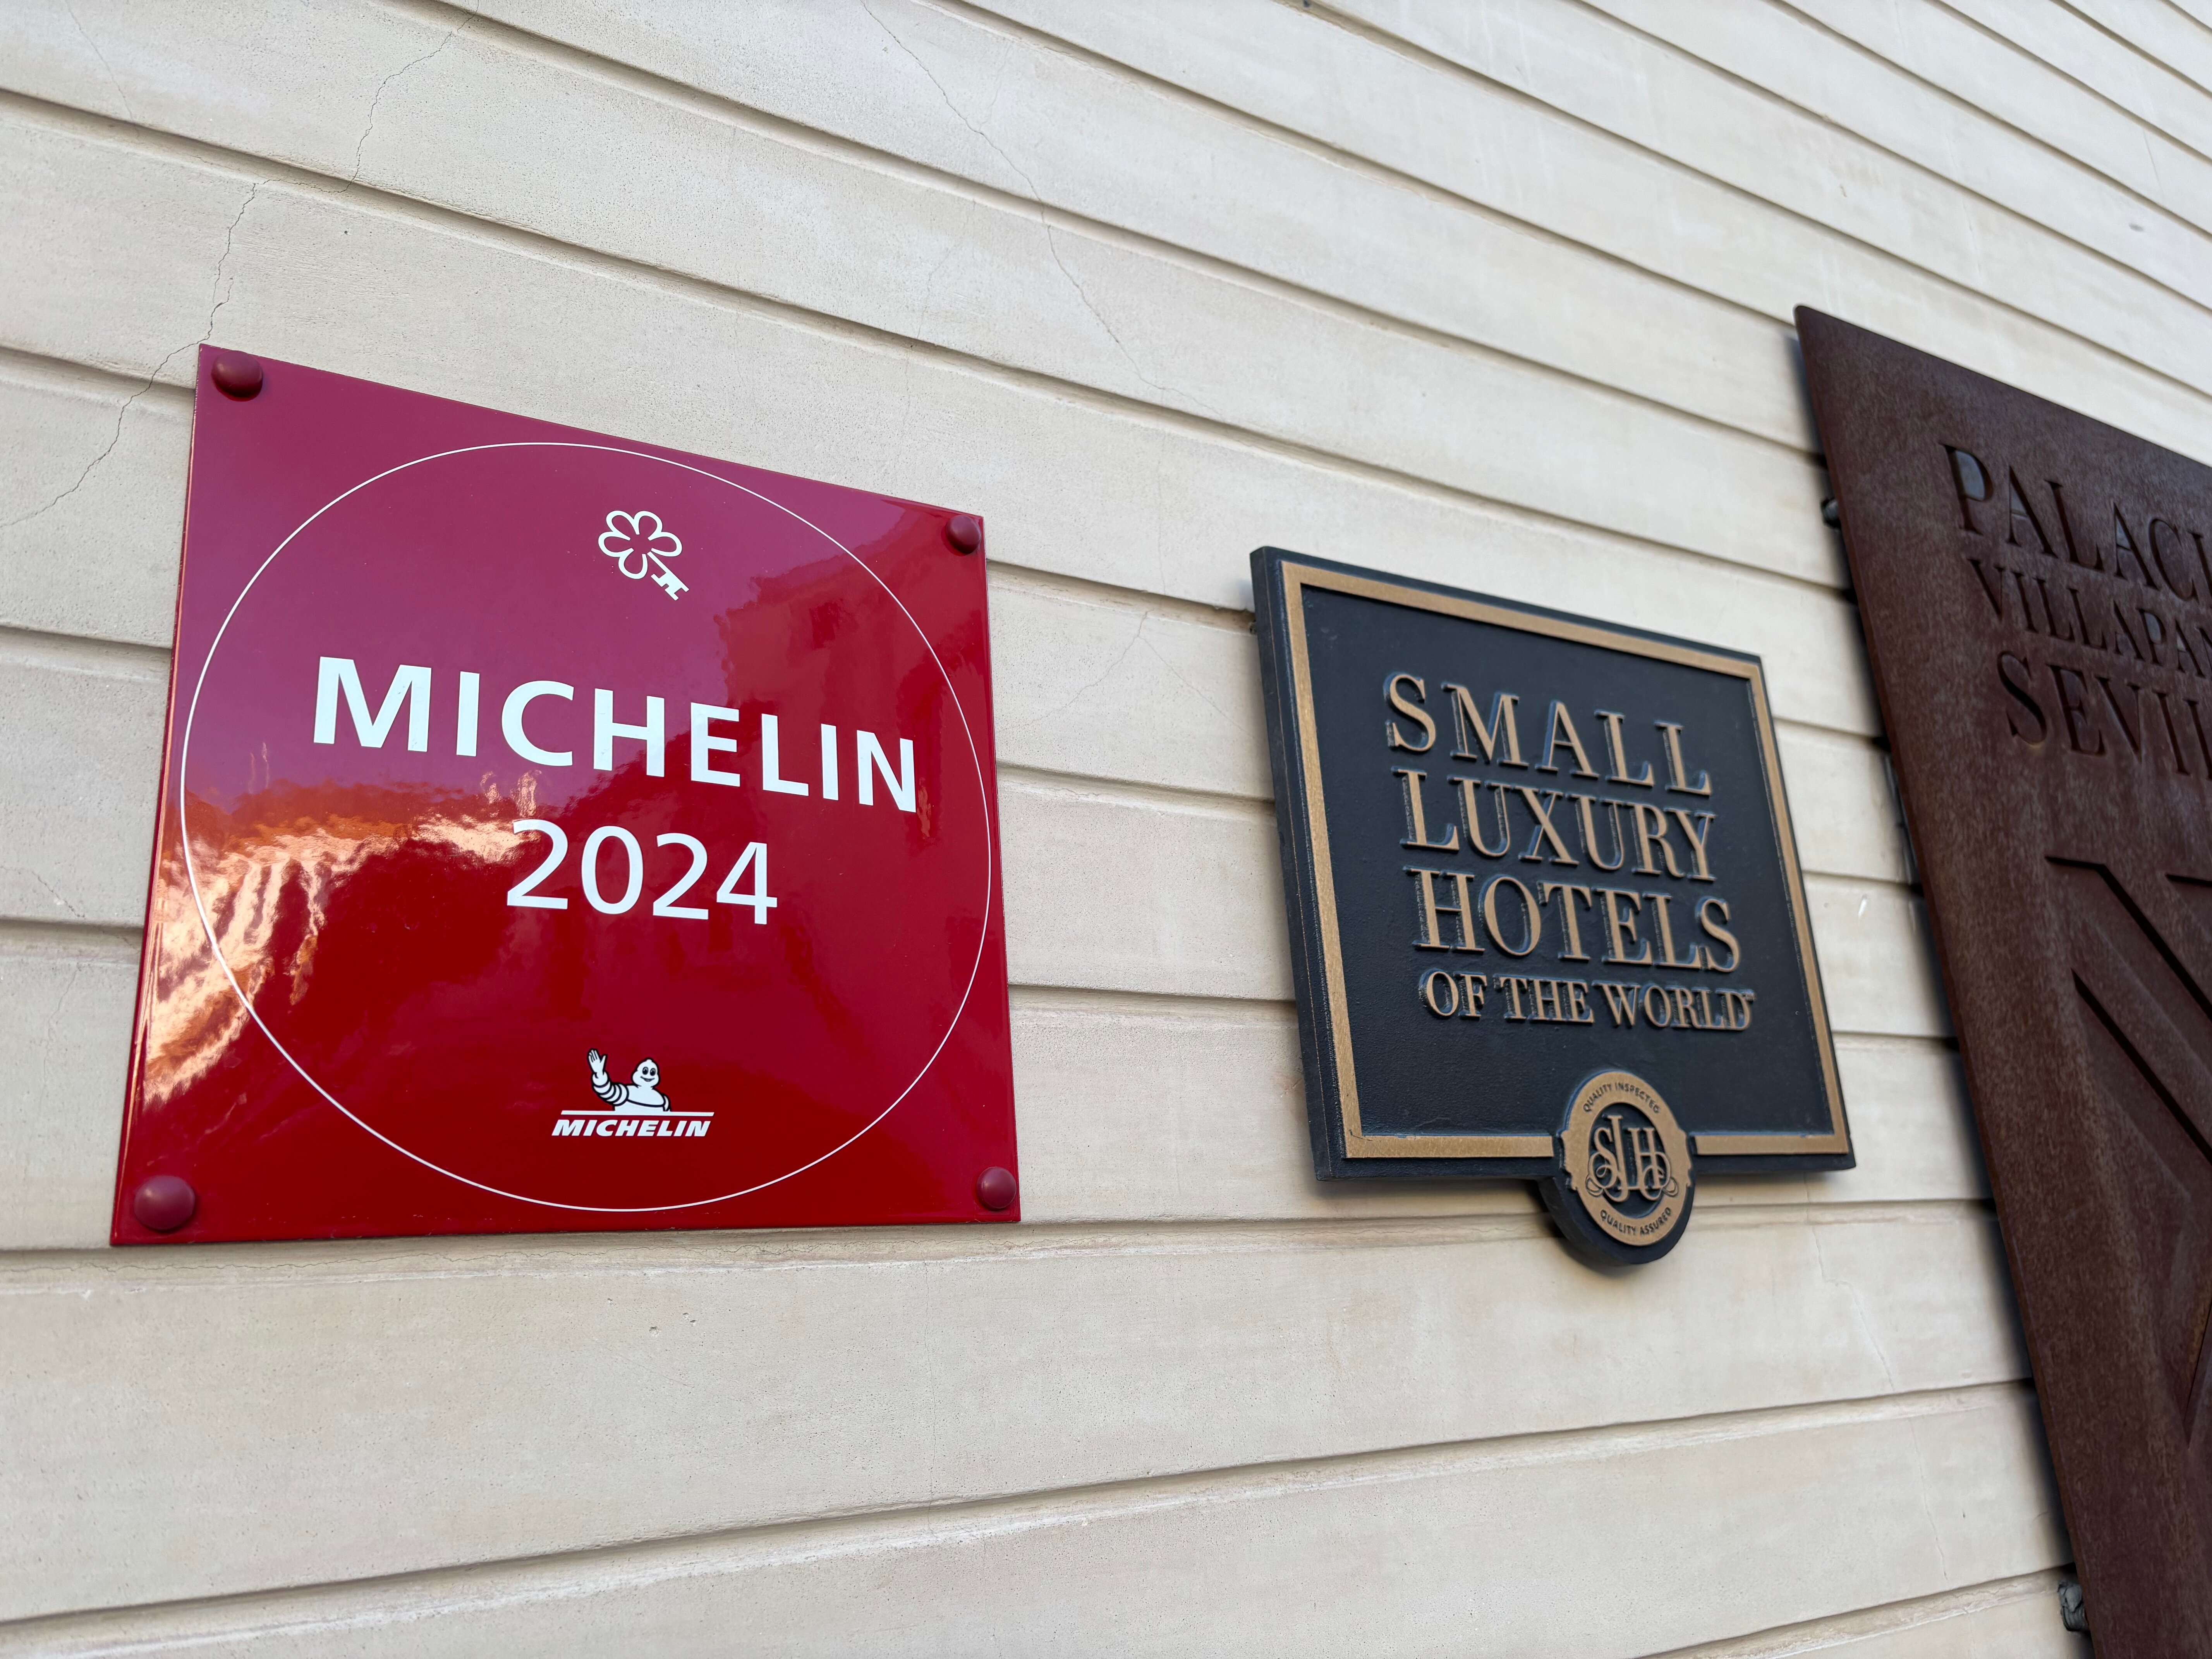 MICHELIN
2024
MICHELIN
SMALL
LUXURY
HOTELS
OF THE WORLD
QUALITY INSPECTED
SLH
QUALITY ASSURED